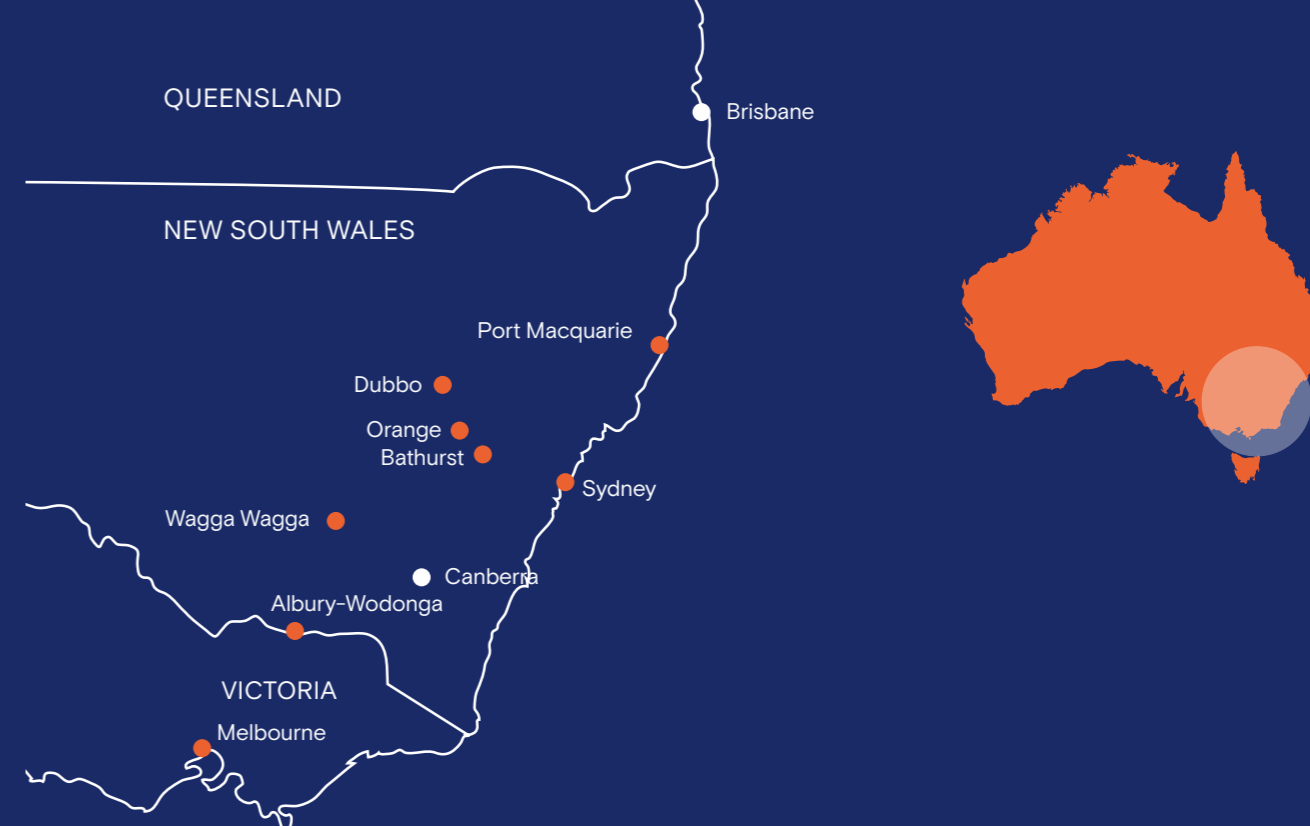 QUEENSLAND
Brisbane
NEW SOUTH WALES
Port Macquarie
Dubbo
Orange
Bathurst
Sydney
Wagga Wagga
Canberra
Albury-Wodonga
VICTORIA
Melbourne